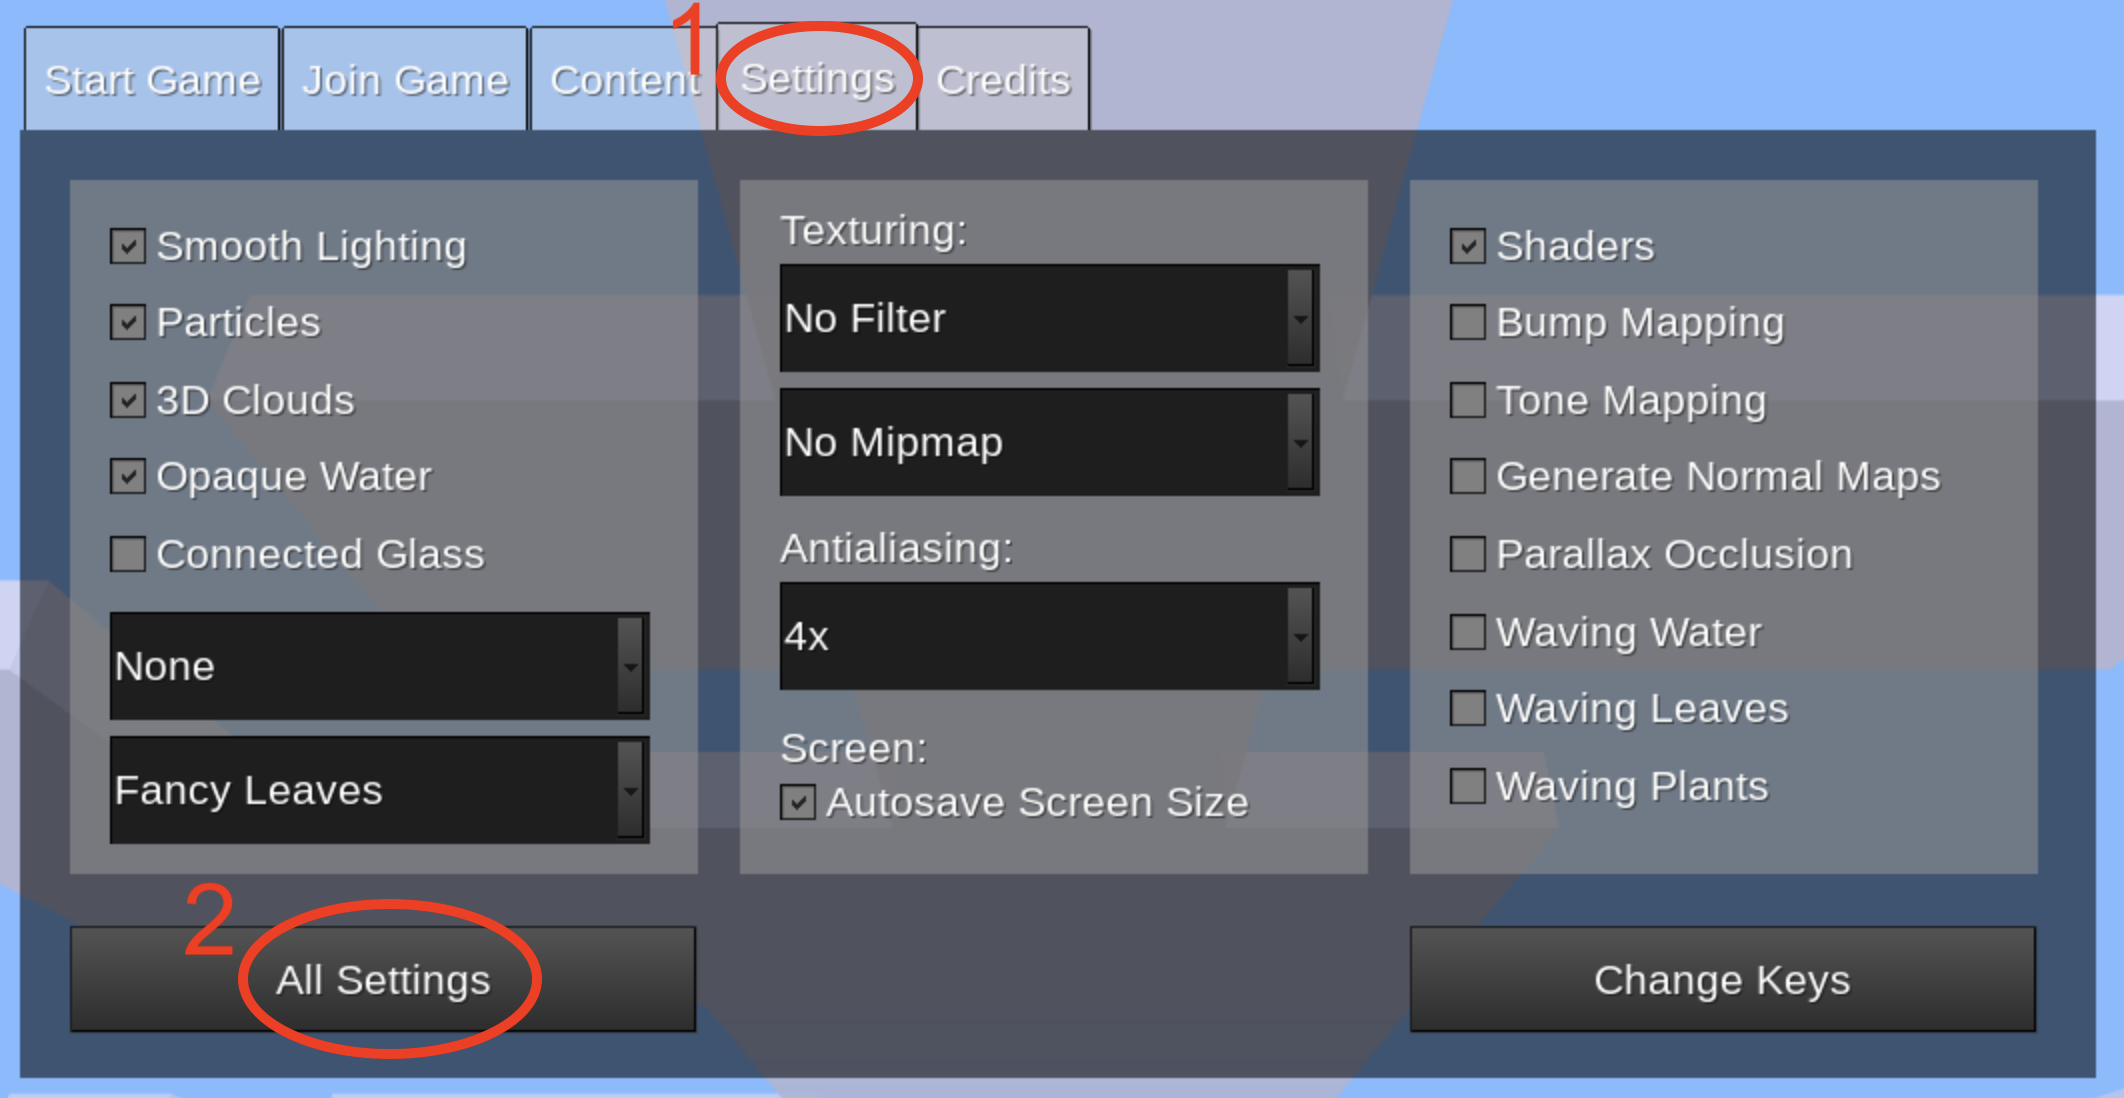 1
Start Game
Join Game
Content
Settings
Credits
Smooth Lighting
Particles
3D Clouds
Opaque Water
Connected Glass
None
Fancy Leaves
Texturing:
No Filter
No Mipmap
Antialiasing:
4x
Screen:
Autosave Screen Size
Shaders
Bump Mapping
Tone Mapping
Generate Normal Maps
Parallax Occlusion
Waving Water
Waving Leaves
Waving Plants
2
All Settings
Change Keys